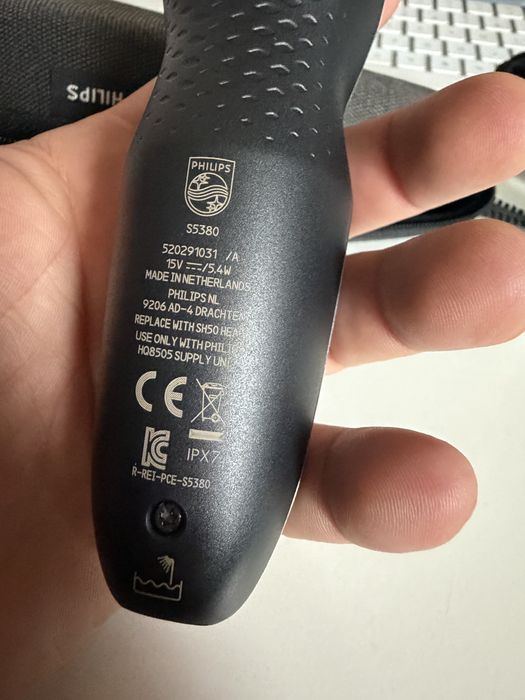 PHILIPS
PHILIPS
S5380
520291031 /A
15V ⎓/5.4W
MADE IN NETHERLANDS
PHILIPS NL
9206 AD-4 DRACHTEN
REPLACE WITH SH50 HEADS
USE ONLY WITH PHILIPS
HQ8505 SUPPLY UNIT
CE
IPX7
R-REI-PCE-S5380